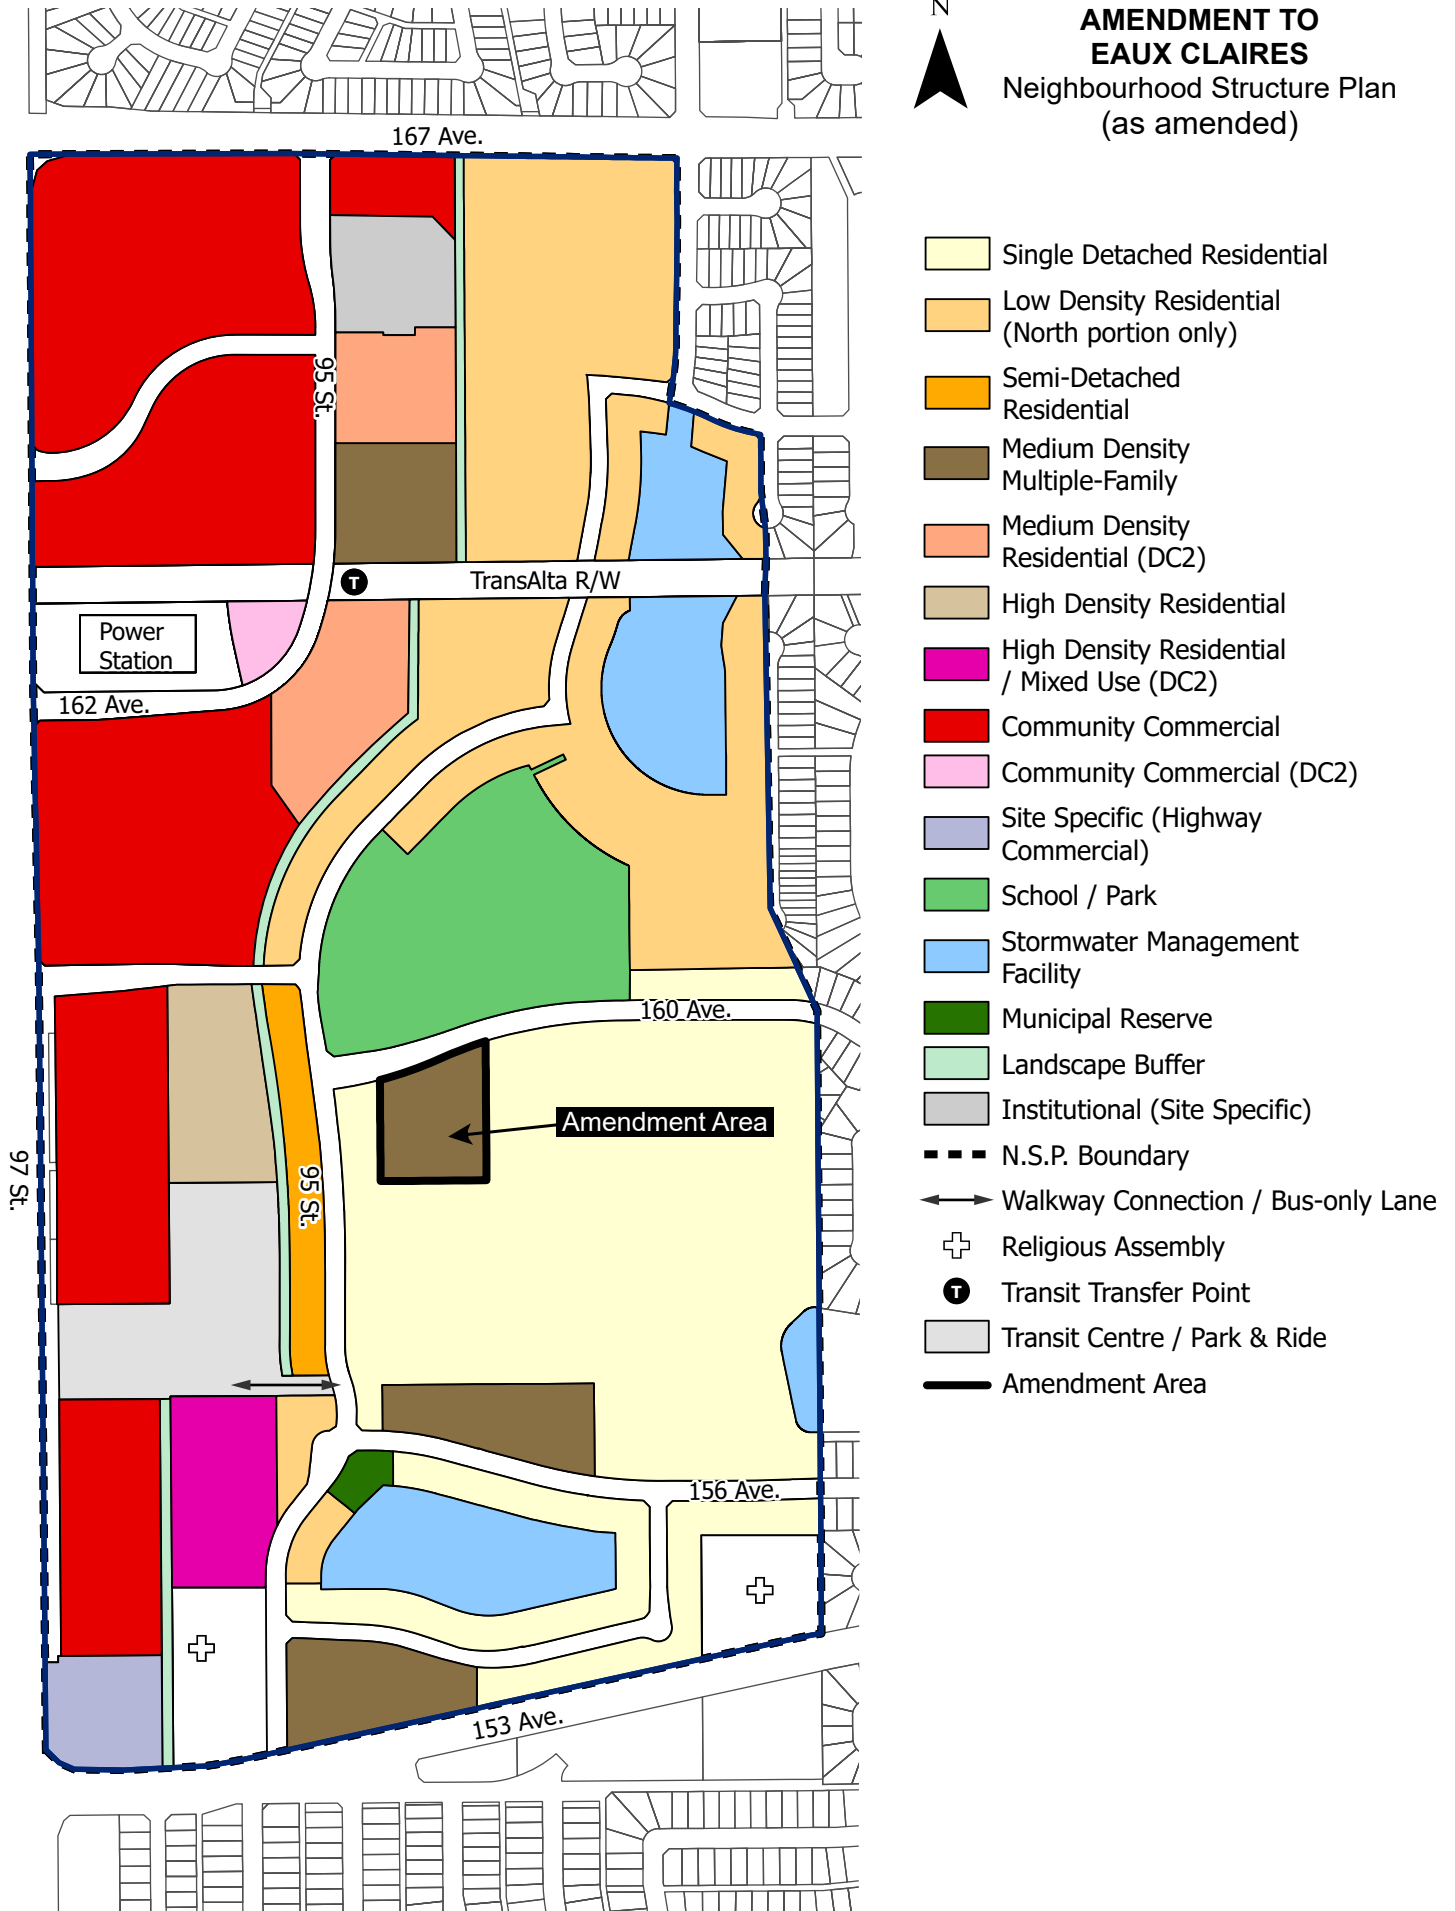 N
AMENDMENT TO
EAUX CLAIRES
Neighbourhood Structure Plan
(as amended)
167 Ave.
95 St.
TransAlta R/W
T
Power
Station
162 Ave.
160 Ave.
Amendment Area
95 St.
97 St.
156 Ave.
153 Ave.
Single Detached Residential
Low Density Residential
(North portion only)
Semi-Detached
Residential
Medium Density
Multiple-Family
Medium Density
Residential (DC2)
High Density Residential
High Density Residential
/ Mixed Use (DC2)
Community Commercial
Community Commercial (DC2)
Site Specific (Highway
Commercial)
School / Park
Stormwater Management
Facility
Municipal Reserve
Landscape Buffer
Institutional (Site Specific)
N.S.P. Boundary
Walkway Connection / Bus-only Lane
Religious Assembly
T Transit Transfer Point
Transit Centre / Park & Ride
Amendment Area